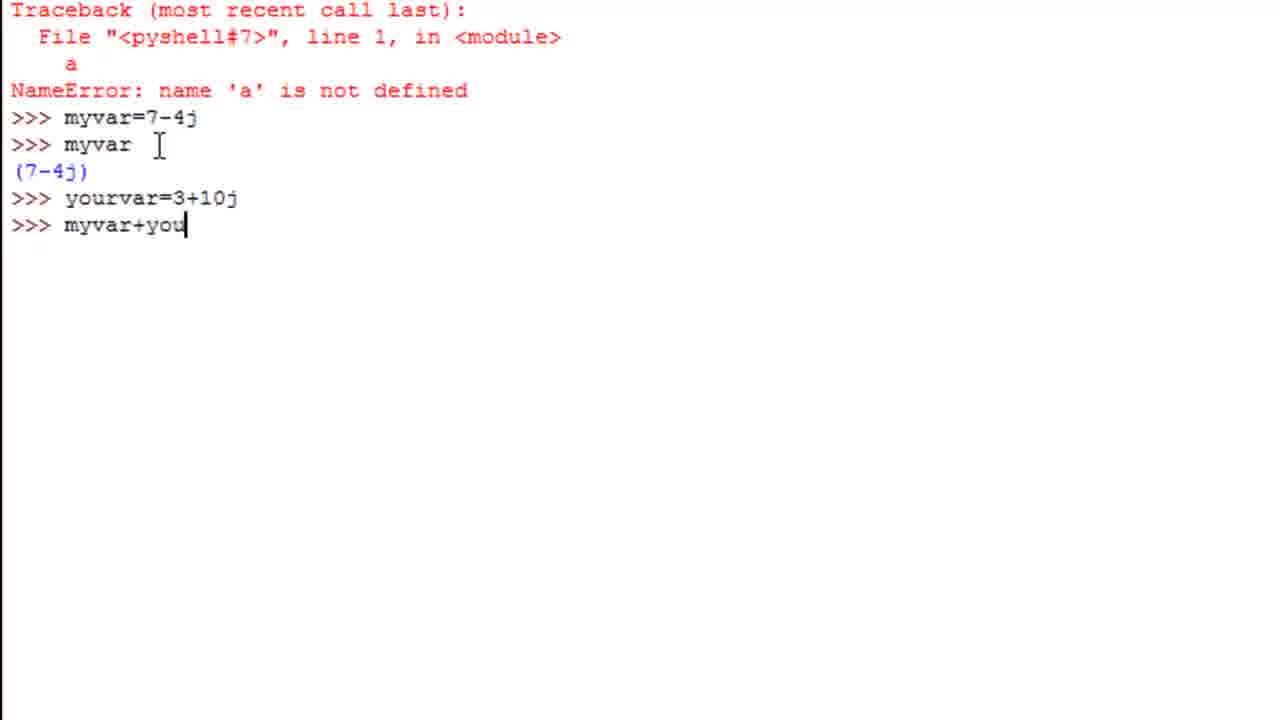 Traceback (most recent call last):
  File "<pyshell#7>", line 1, in <module>
    a
NameError: name 'a' is not defined
>>> myvar=7-4j
>>> myvar
(7-4j)
>>> yourvar=3+10j
>>> myvar+you